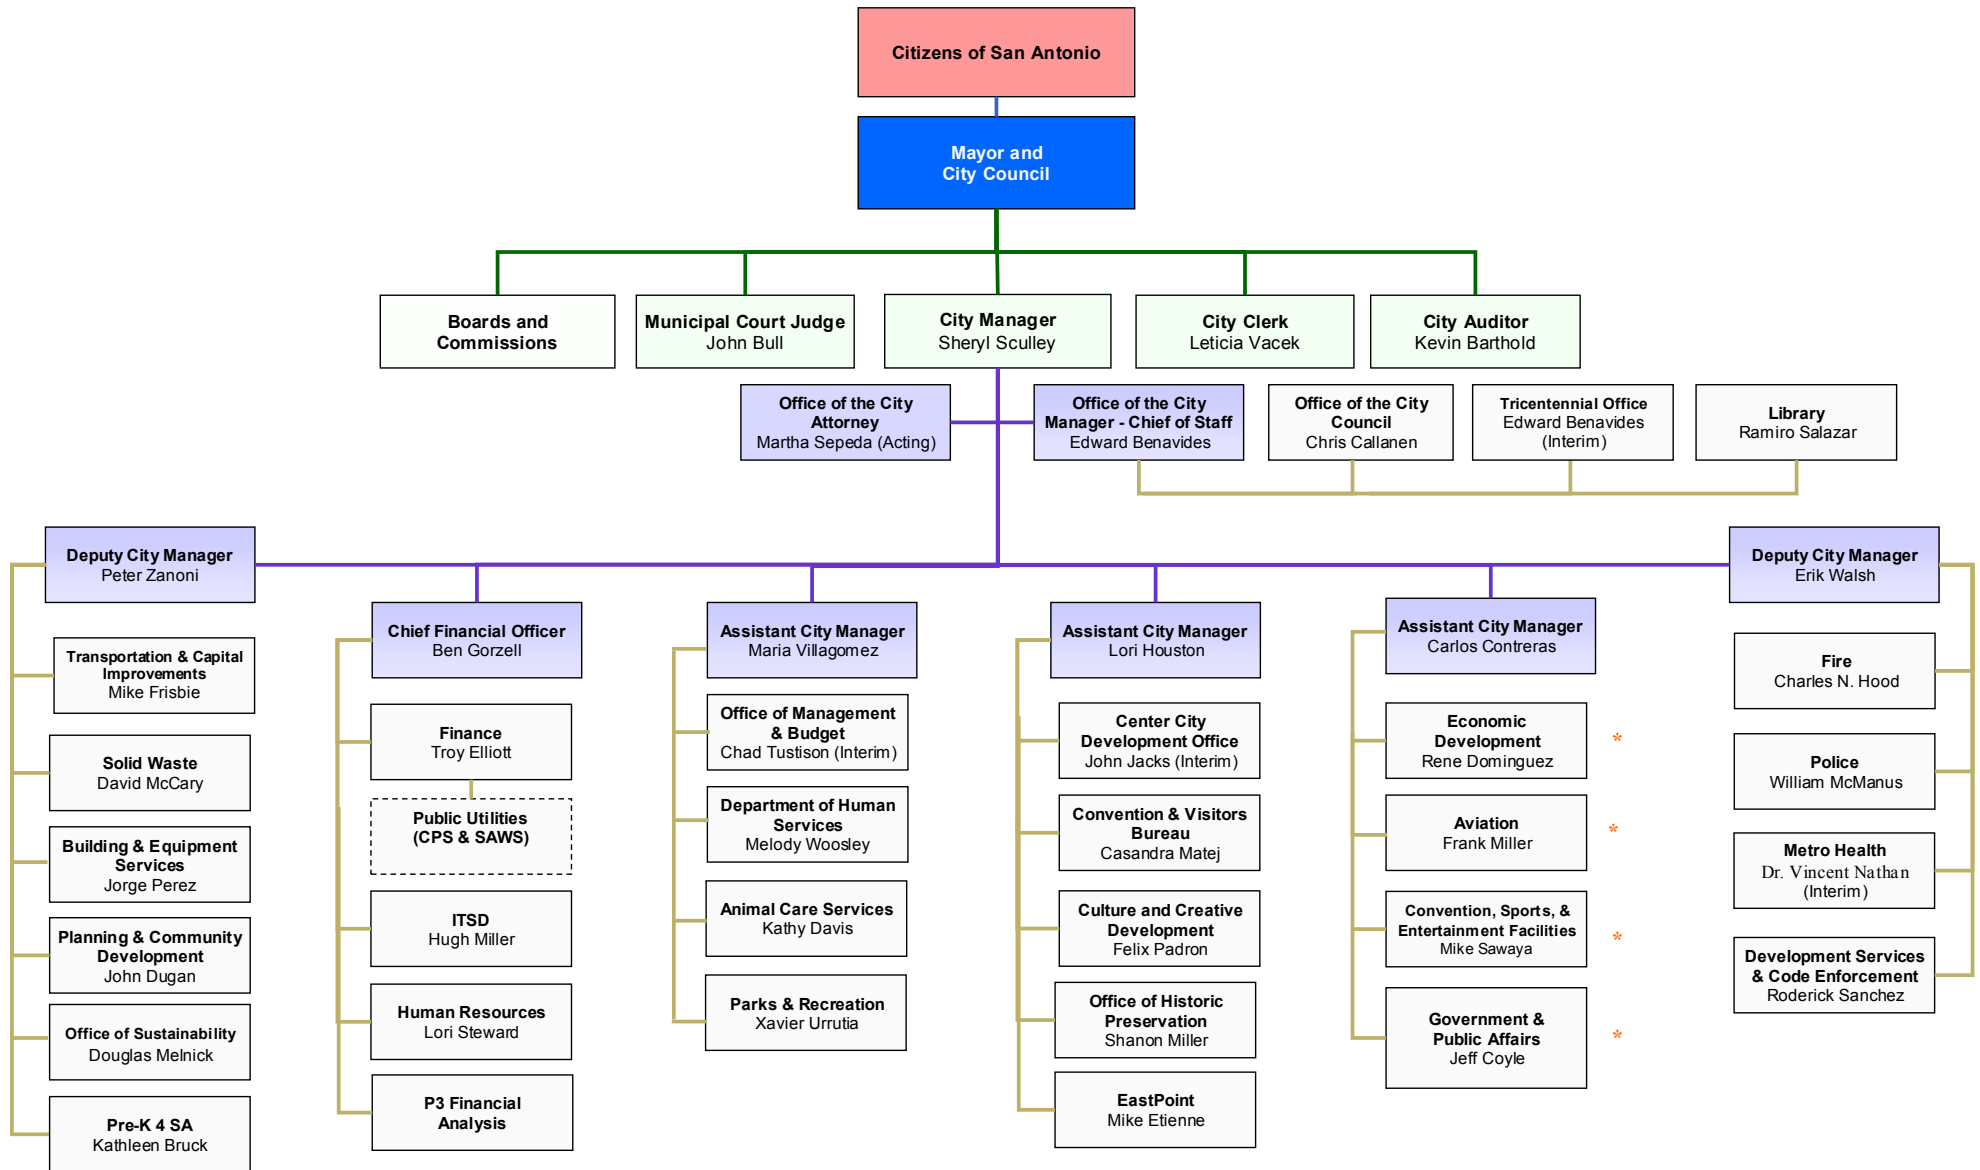 Citizens of San Antonio
Mayor and
City Council
Boards and
Commissions
Municipal Court Judge
John Bull
City Manager
Sheryl Sculley
City Clerk
Leticia Vacek
City Auditor
Kevin Barthold
Office of the City
Attorney
Martha Sepeda (Acting)
Office of the City
Manager - Chief of Staff
Edward Benavides
Office of the City
Council
Chris Callanen
Tricentennial Office
Edward Benavides
(Interim)
Library
Ramiro Salazar
Deputy City Manager
Peter Zanoni
Transportation & Capital
Improvements
Mike Frisbie
Solid Waste
David McCary
Building & Equipment
Services
Jorge Perez
Planning & Community
Development
John Dugan
Office of Sustainability
Douglas Melnick
Pre-K 4 SA
Kathleen Bruck
Chief Financial Officer
Ben Gorzell
Finance
Troy Elliott
Public Utilities
(CPS & SAWS)
ITSD
Hugh Miller
Human Resources
Lori Steward
P3 Financial
Analysis
Assistant City Manager
Maria Villagomez
Office of Management
& Budget
Chad Tustison (Interim)
Department of Human
Services
Melody Woosley
Animal Care Services
Kathy Davis
Parks & Recreation
Xavier Urrutia
Assistant City Manager
Lori Houston
Center City
Development Office
John Jacks (Interim)
Convention & Visitors
Bureau
Casandra Matej
Culture and Creative
Development
Felix Padron
Office of Historic
Preservation
Shanon Miller
EastPoint
Mike Etienne
Assistant City Manager
Carlos Contreras
Economic
Development
Rene Dominguez
*
Aviation
Frank Miller
*
Convention, Sports, &
Entertainment Facilities
Mike Sawaya
*
Government &
Public Affairs
Jeff Coyle
*
Deputy City Manager
Erik Walsh
Fire
Charles N. Hood
Police
William McManus
Metro Health
Dr. Vincent Nathan
(Interim)
Development Services
& Code Enforcement
Roderick Sanchez